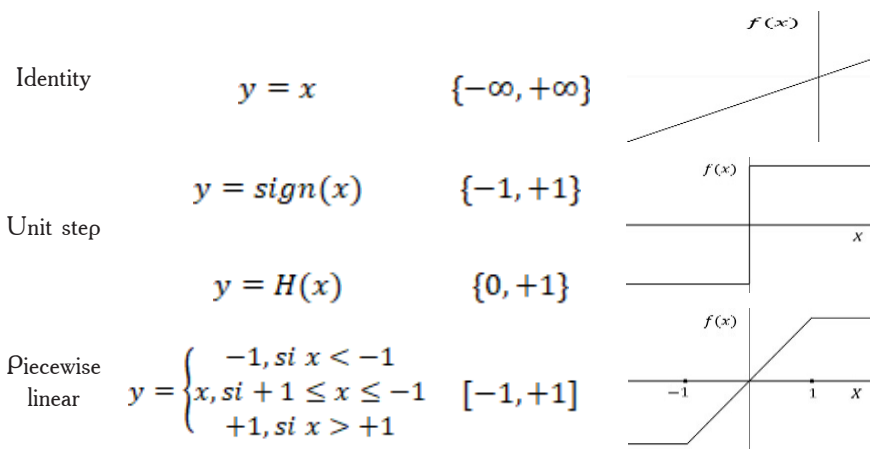 f(x)
Identity y = x {−∞, +∞}
y = sign(x) {−1, +1} f(x)
Unit step x
y = H(x) {0, +1}
f(x)
Piecewise linear y = { −1, si x < −1
x, si + 1 ≤ x ≤ −1 [−1, +1]
+1, si x > +1
−1 1 x